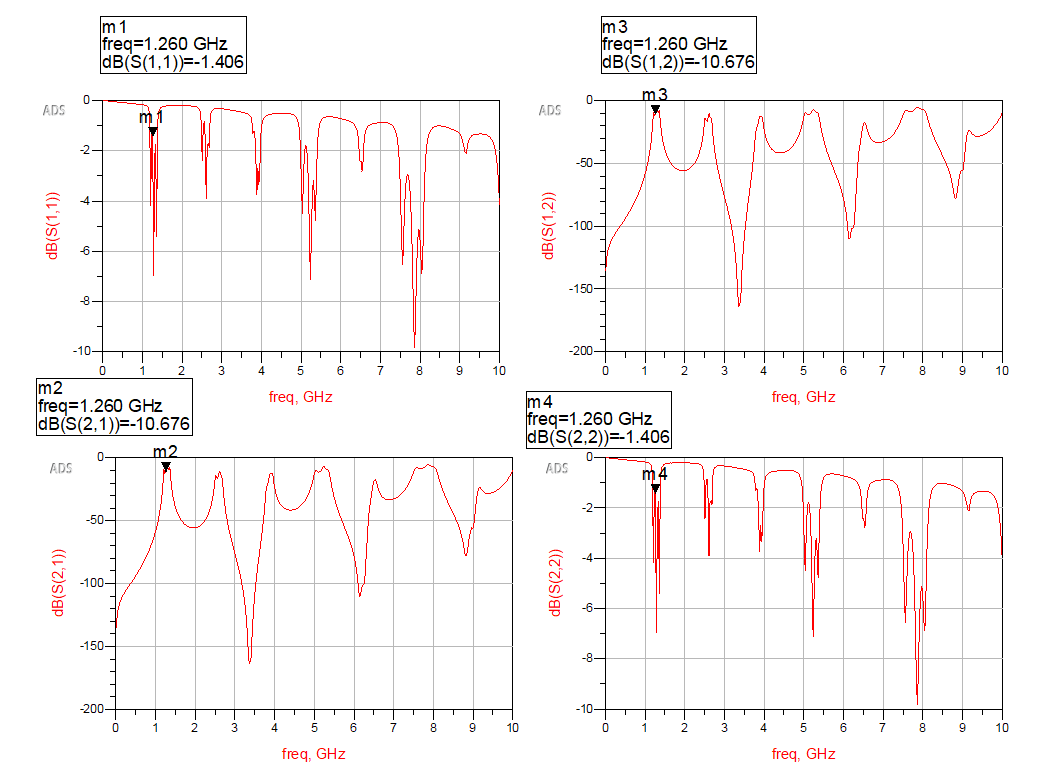 m1
freq=1.260 GHz
dB(S(1,1))=-1.406
m3
freq=1.260 GHz
dB(S(1,2))=-10.676
ADS
0
-2
-4
-6
-8
-10
dB(S(1,1))
m1
0 1 2 3 4 5 6 7 8 9 10
freq, GHz
ADS
0
-50
-100
-150
-200
dB(S(1,2))
m3
0 1 2 3 4 5 6 7 8 9 10
freq, GHz
m2
freq=1.260 GHz
dB(S(2,1))=-10.676
m4
freq=1.260 GHz
dB(S(2,2))=-1.406
ADS
0
-50
-100
-150
-200
dB(S(2,1))
m2
0 1 2 3 4 5 6 7 8 9 10
freq, GHz
ADS
0
-2
-4
-6
-8
-10
dB(S(2,2))
m4
0 1 2 3 4 5 6 7 8 9 10
freq, GHz